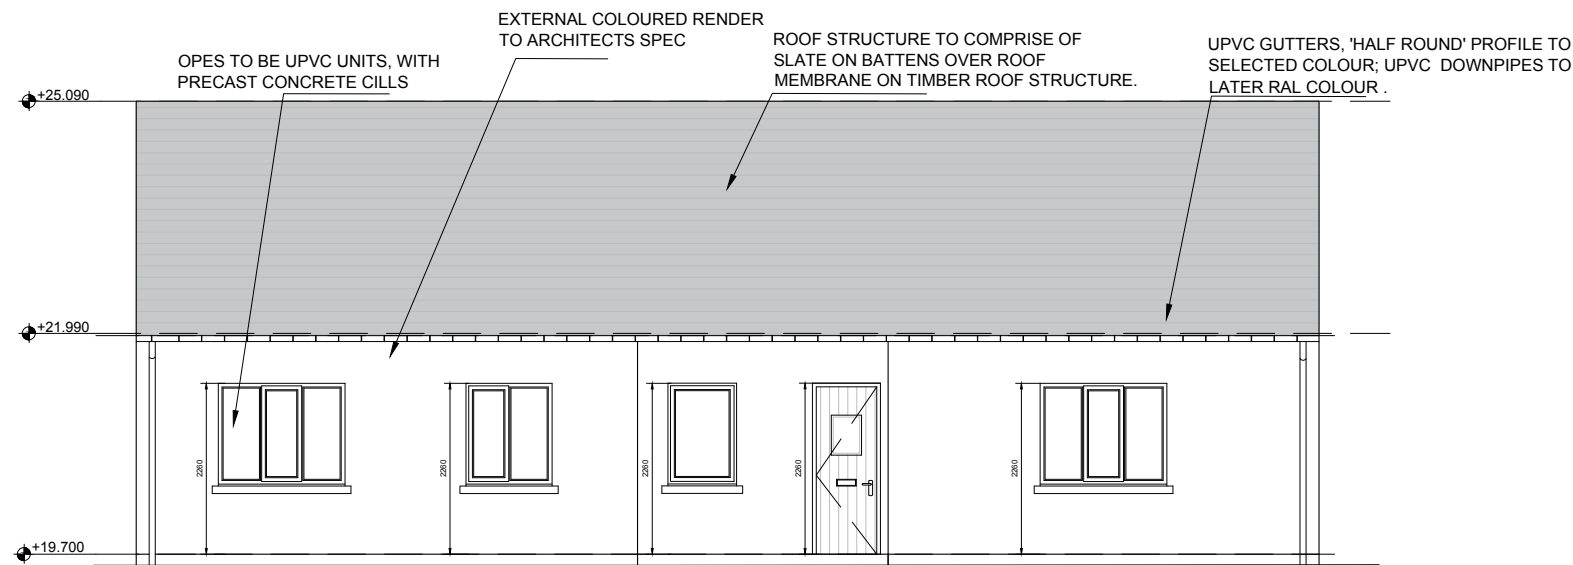 EXTERNAL COLOURED RENDER
TO ARCHITECTS SPEC
OPES TO BE UPVC UNITS, WITH
PRECAST CONCRETE CILLS
ROOF STRUCTURE TO COMPRISE OF
SLATE ON BATTENS OVER ROOF
MEMBRANE ON TIMBER ROOF STRUCTURE.
UPVC GUTTERS, 'HALF ROUND' PROFILE TO
SELECTED COLOUR; UPVC DOWNPIPES TO
LATER RAL COLOUR .
+25.090
+21.990
2260
2260
2260
2260
2260
+19.700